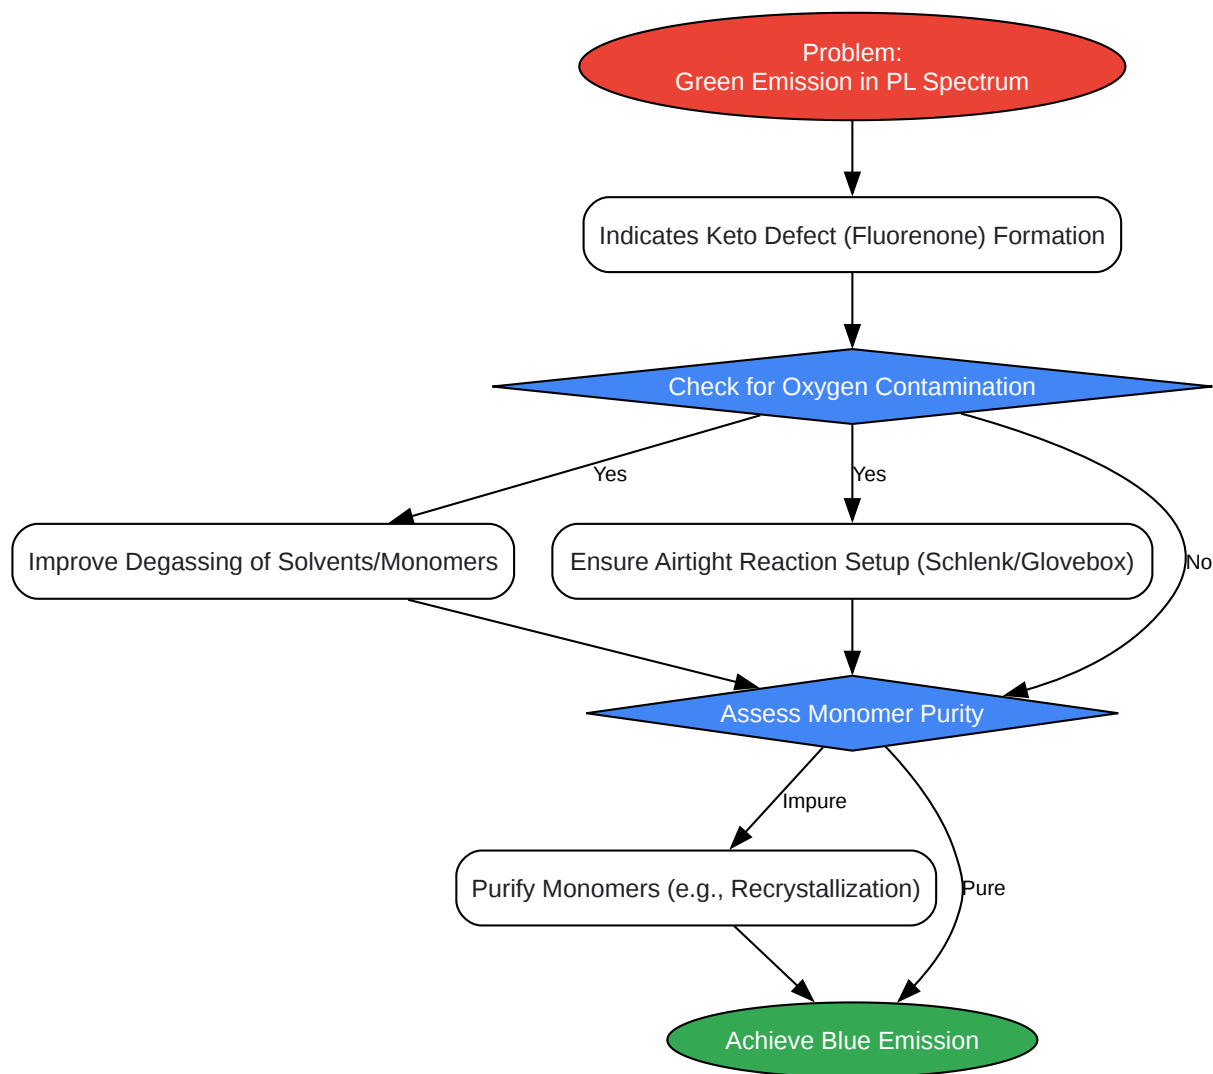 Problem:
Green Emission in PL Spectrum
Indicates Keto Defect (Fluorenone) Formation
Check for Oxygen Contamination
Yes
Yes
Improve Degassing of Solvents/Monomers
Ensure Airtight Reaction Setup (Schlenk/Glovebox)
No
Assess Monomer Purity
Impure
Purify Monomers (e.g., Recrystallization)
Pure
Achieve Blue Emission